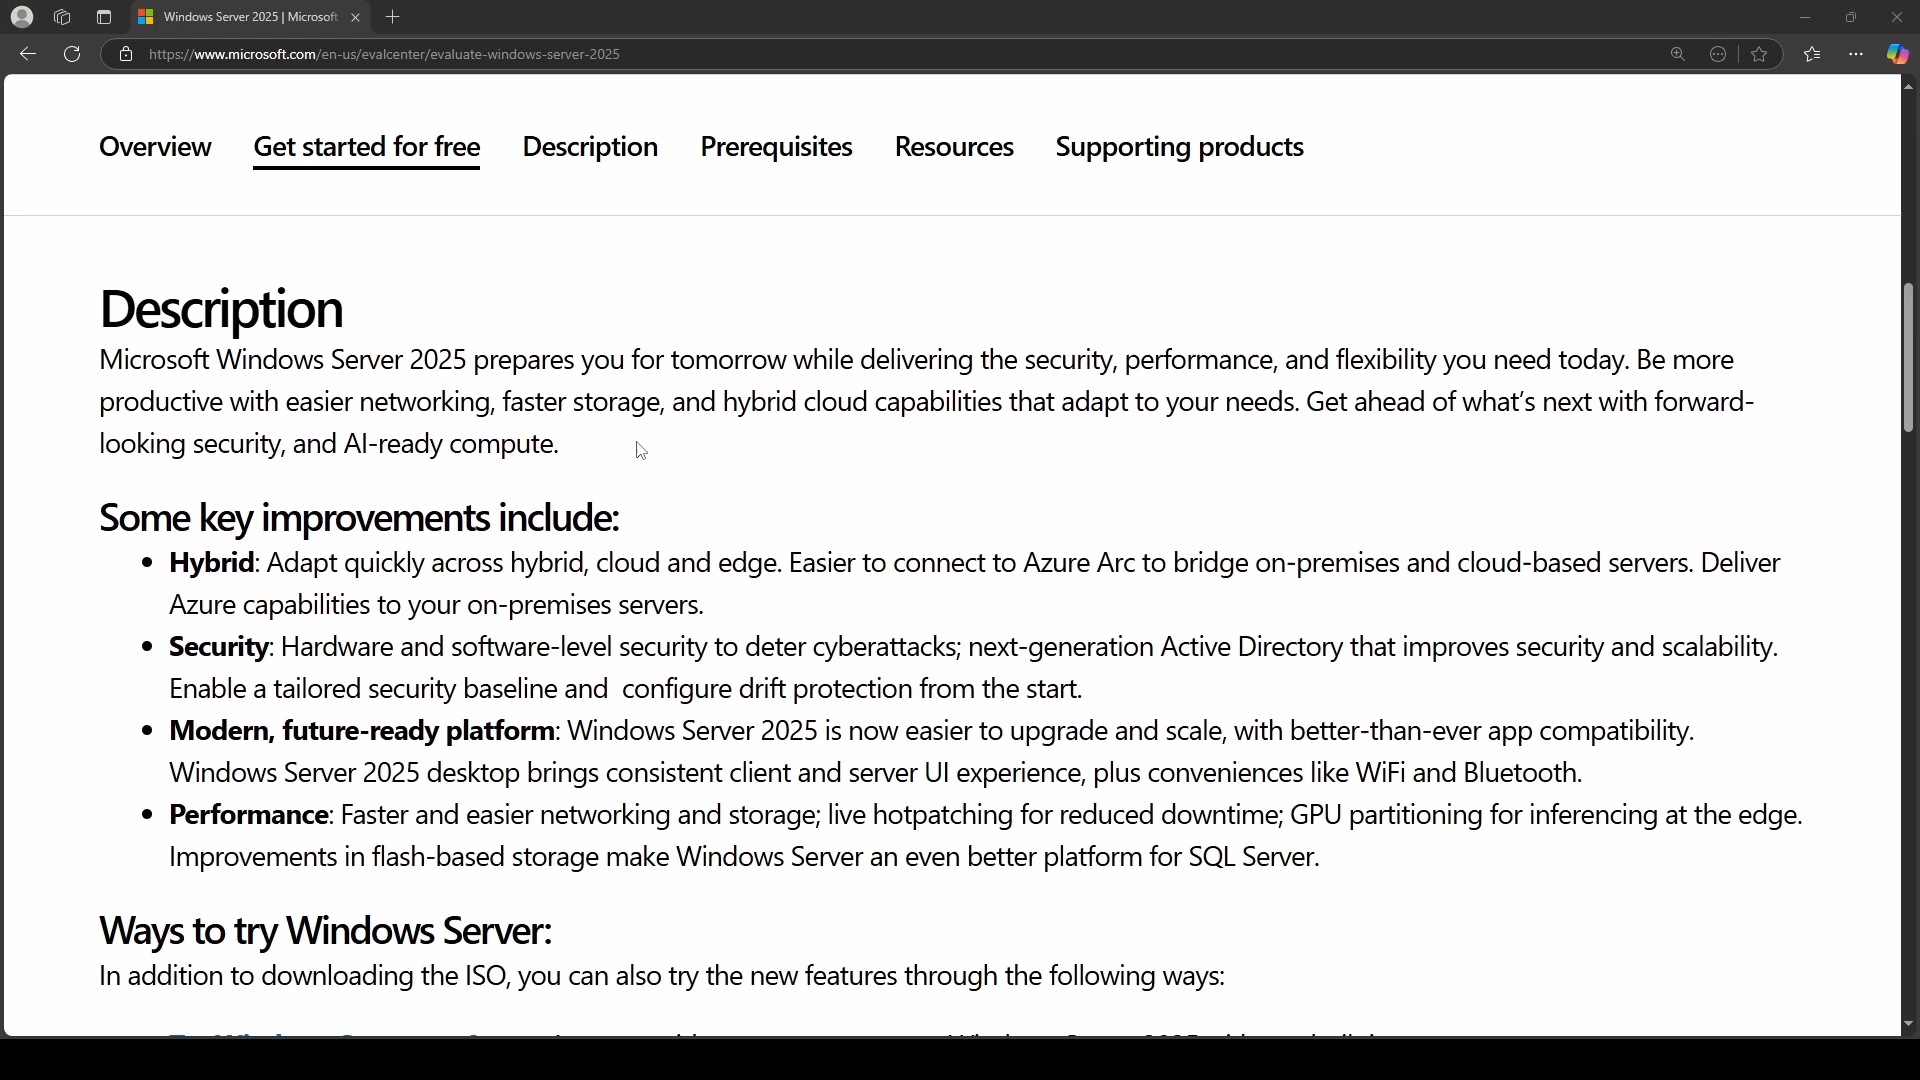 Windows Server 2025 | Microsoft
https://www.microsoft.com/en-us/evalcenter/evaluate-windows-server-2025
Overview Get started for free Description Prerequisites Resources Supporting products
Description
Microsoft Windows Server 2025 prepares you for tomorrow while delivering the security, performance, and flexibility you need today. Be more
productive with easier networking, faster storage, and hybrid cloud capabilities that adapt to your needs. Get ahead of what's next with forward-
looking security, and AI-ready compute.
Some key improvements include:
• Hybrid: Adapt quickly across hybrid, cloud and edge. Easier to connect to Azure Arc to bridge on-premises and cloud-based servers. Deliver
Azure capabilities to your on-premises servers.
• Security: Hardware and software-level security to deter cyberattacks; next-generation Active Directory that improves security and scalability.
Enable a tailored security baseline and  configure drift protection from the start.
• Modern, future-ready platform: Windows Server 2025 is now easier to upgrade and scale, with better-than-ever app compatibility.
Windows Server 2025 desktop brings consistent client and server UI experience, plus conveniences like WiFi and Bluetooth.
• Performance: Faster and easier networking and storage; live hotpatching for reduced downtime; GPU partitioning for inferencing at the edge.
Improvements in flash-based storage make Windows Server an even better platform for SQL Server.
Ways to try Windows Server:
In addition to downloading the ISO, you can also try the new features through the following ways: